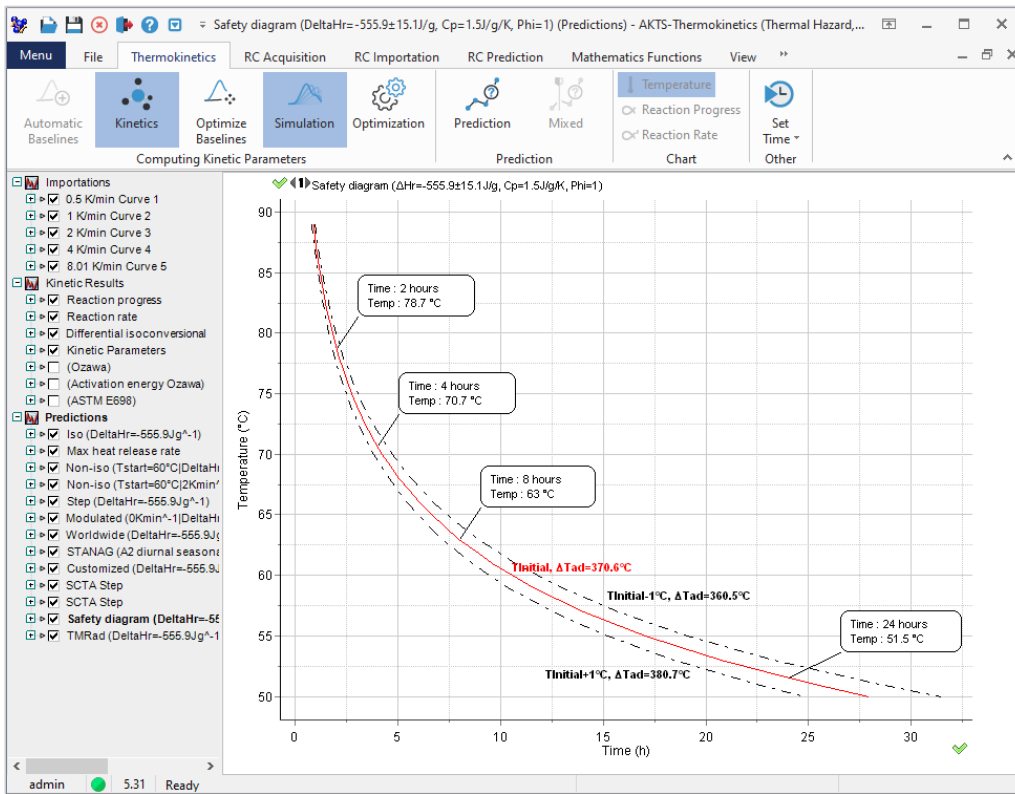 Safety diagram (DeltaHr=-555.9±15.1J/g, Cp=1.5J/g/K, Phi=1) (Predictions) - AKTS-Thermokinetics (Thermal Hazard,...
Menu File Thermokinetics RC Acquisition RC Importation RC Prediction Mathematics Functions View
Automatic Baselines
Kinetics
Optimize Baselines
Simulation
Optimization
Computing Kinetic Parameters
Prediction
Mixed
Prediction
Temperature
Reaction Progress
Reaction Rate
Chart
Set Time
Other
Importations
0.5 K/min Curve 1
1 K/min Curve 2
2 K/min Curve 3
4 K/min Curve 4
8.01 K/min Curve 5
Kinetic Results
Reaction progress
Reaction rate
Differential isoconversional
Kinetic Parameters
(Ozawa)
(Activation energy Ozawa)
(ASTM E698)
Predictions
Iso (DeltaHr=-555.9Jg^-1)
Max heat release rate
Non-iso (Tstart=60°C|DeltaHr
Non-iso (Tstart=60°C|2Kmin^
Step (DeltaHr=-555.9Jg^-1)
Modulated (0Kmin^-1|DeltaHr
Worldwide (DeltaHr=-555.9Jg
STANAG (A2 diurnal seasona
Customized (DeltaHr=-555.9J
SCTA Step
SCTA Step
Safety diagram (DeltaHr=-55
TMRad (DeltaHr=-555.9Jg^-1
1 Safety diagram (ΔHr=-555.9±15.1J/g, Cp=1.5J/g/K, Phi=1)
Temperature (°C)
90
85
80
75
70
65
60
55
50
Time : 2 hours
Temp : 78.7 °C
Time : 4 hours
Temp : 70.7 °C
Time : 8 hours
Temp : 63 °C
TInitial, ΔTad=370.6°C
TInitial-1°C, ΔTad=360.5°C
Time : 24 hours
Temp : 51.5 °C
TInitial+1°C, ΔTad=380.7°C
0 5 10 15 20 25 30
Time (h)
admin 5.31 Ready